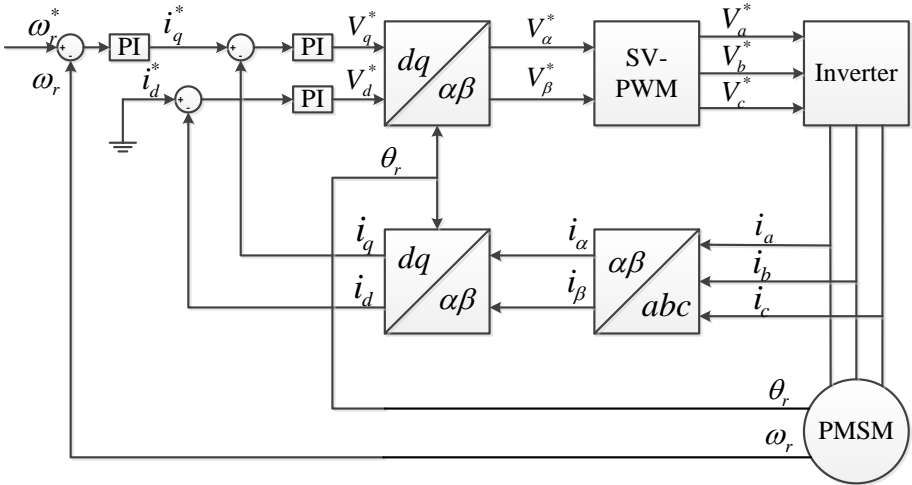 ω_r^* + - PI i_q^* + - PI V_q^* dq αβ V_α^* SV-PWM V_a^* Inverter
ω_r i_d^* + - PI V_d^* V_β^* V_b^*
V_c^*
θ_r
i_q dq αβ i_α αβ abc i_a
i_d i_β i_b
i_c
θ_r
ω_r PMSM